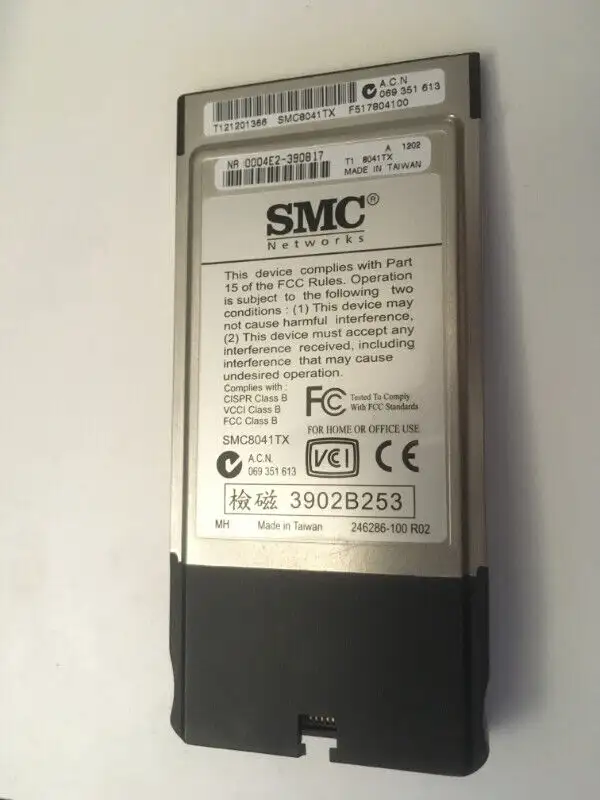 A.C.N
069 351 613
T121201366 SMC8041TX F517804100
NA 0004E2-390817 A 1202
T1 8041TX
MADE IN TAIWAN
SMC®
Networks
This device complies with Part
15 of the FCC Rules. Operation
is subject to the following two
conditions : (1) This device may
not cause harmful interference,
(2) This device must accept any
interference received, including
interference that may cause
undesired operation.
Complies with :
CISPR Class B
VCCI Class B
FCC Class B
FC Tested To Comply
With FCC Standards
FOR HOME OR OFFICE USE
SMC8041TX
A.C.N.
069 351 613
VCI
CE
檢磁 3902B253
MH Made in Taiwan 246286-100 R02